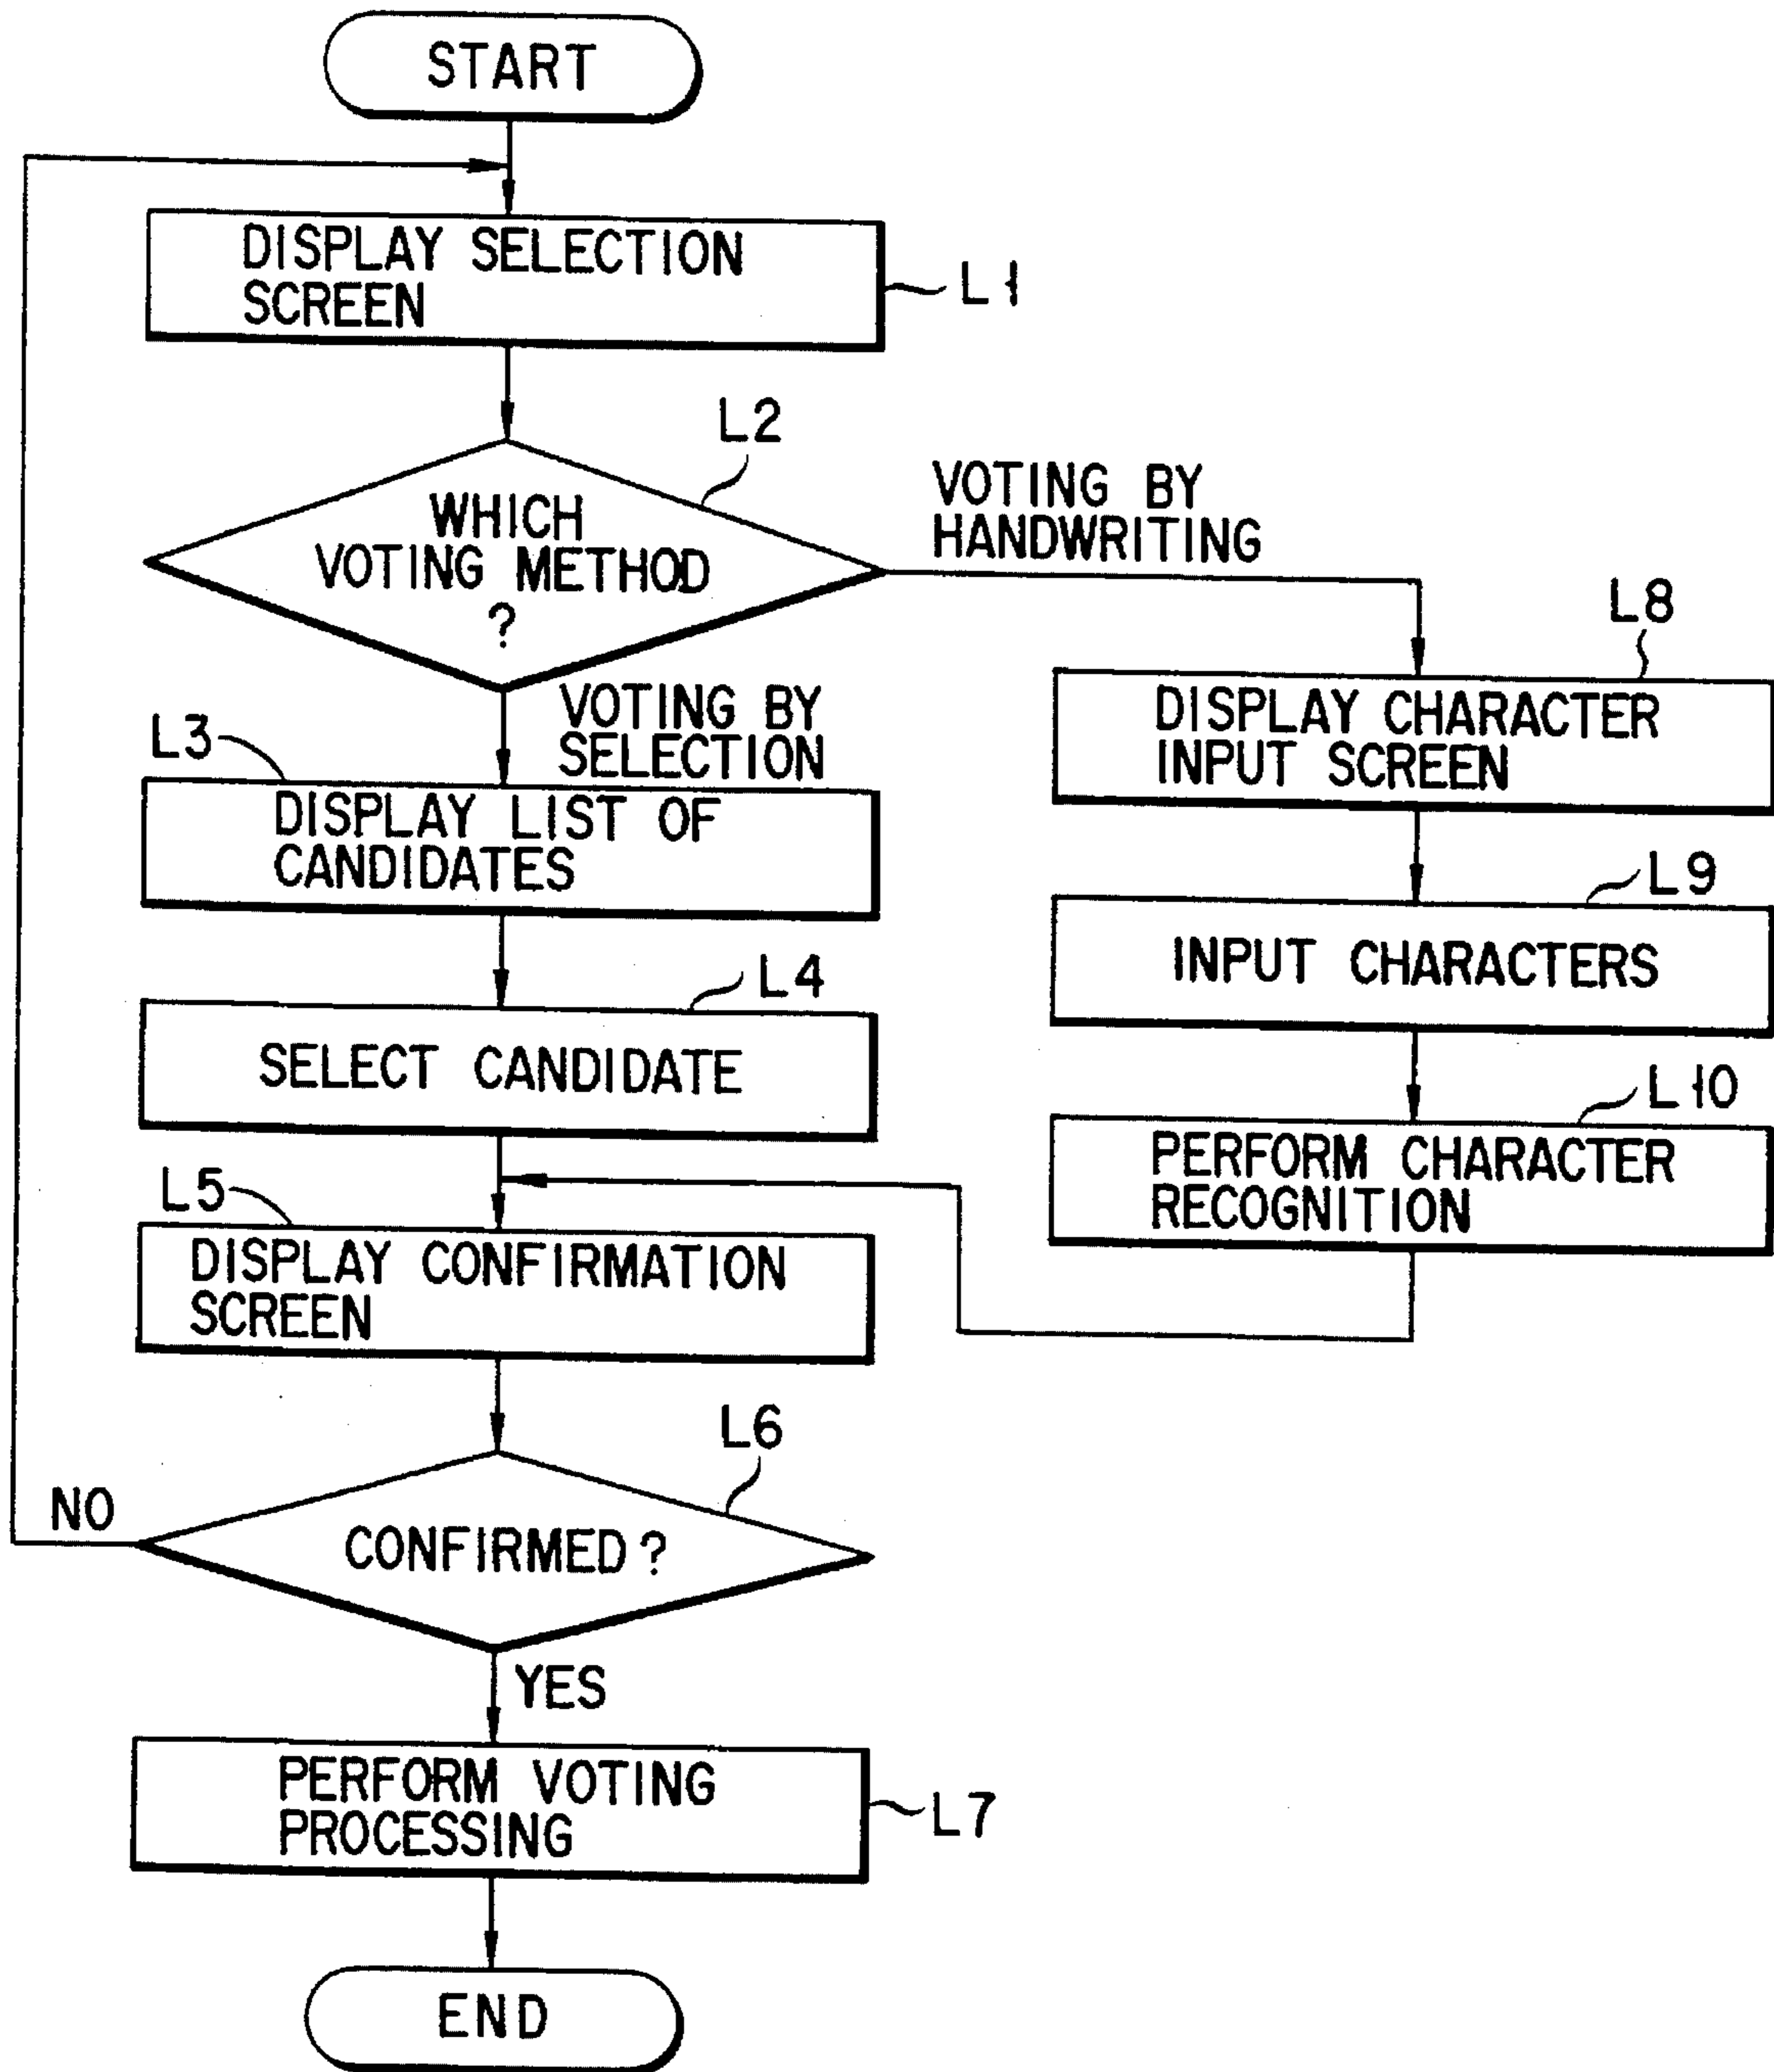 START
DISPLAY SELECTION
SCREEN
L1
L2
WHICH
VOTING METHOD
?
VOTING BY
HANDWRITING
VOTING BY
SELECTION
L3
DISPLAY LIST OF
CANDIDATES
L4
SELECT CANDIDATE
L8
DISPLAY CHARACTER
INPUT SCREEN
L9
INPUT CHARACTERS
L10
PERFORM CHARACTER
RECOGNITION
L5
DISPLAY CONFIRMATION
SCREEN
L6
CONFIRMED?
NO
YES
PERFORM VOTING
PROCESSING
L7
END